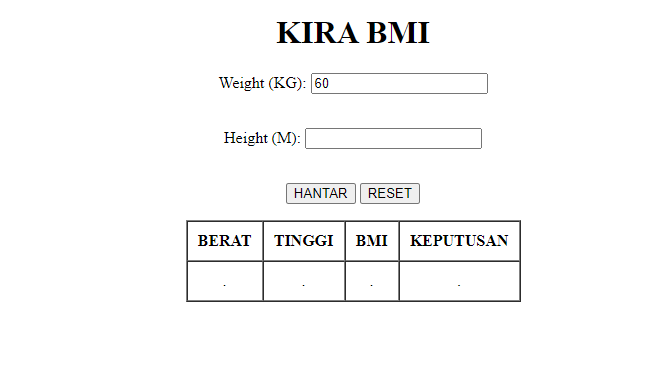 KIRA BMI
Weight (KG): 60
Height (M):
HANTAR RESET
BERAT TINGGI BMI KEPUTUSAN
. . . .